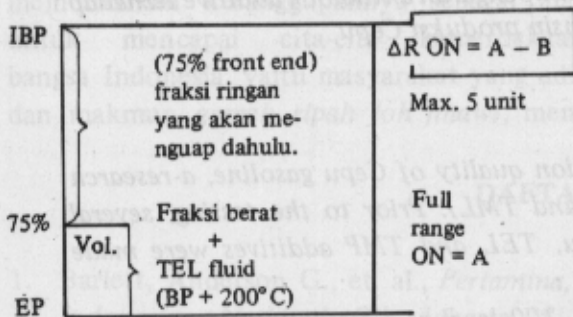 IBP
(75% front end)
fraksi ringan
yang akan me-
nguap dahulu.
ΔR ON = A – B
Max. 5 unit
75%
Vol.
EP
Fraksi berat
+
TEL fluid
(BP + 200°C)
Full
range
ON = A